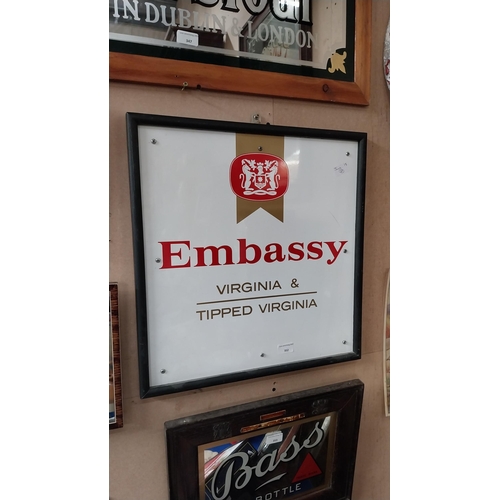 IN DUBLIN & LONDON
Embassy
VIRGINIA &
TIPPED VIRGINIA
Bass
BOTTLE